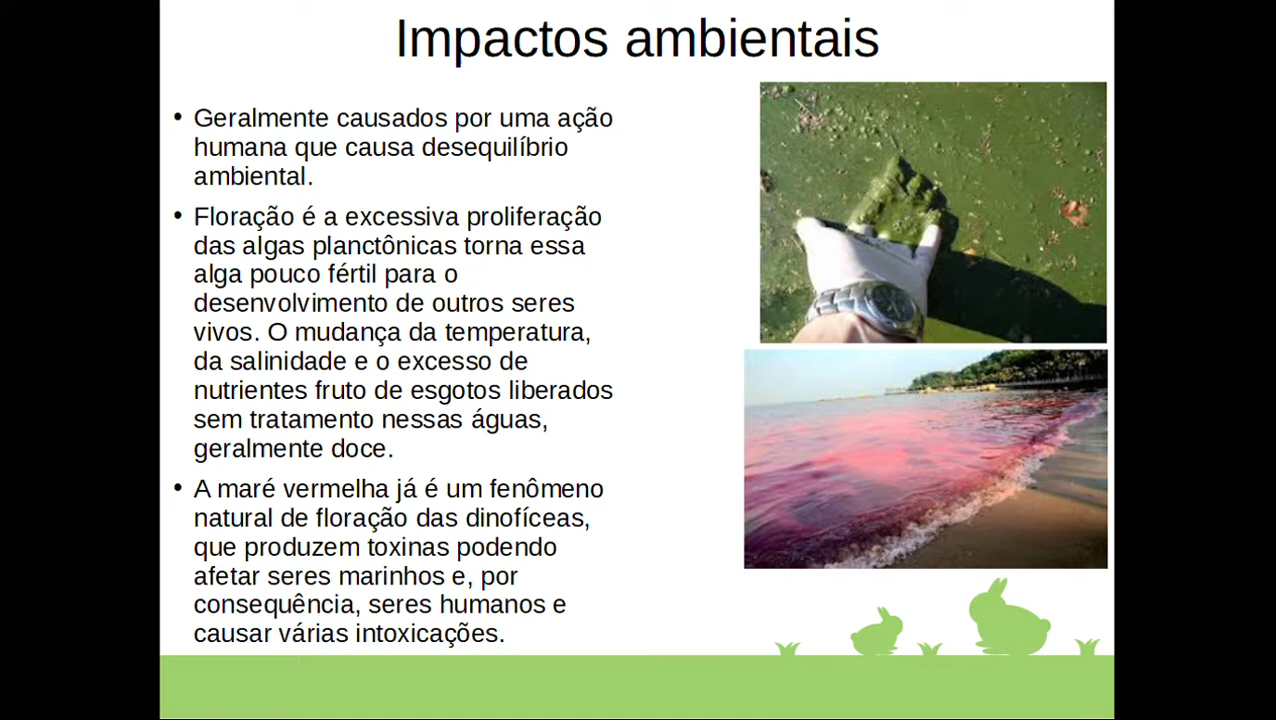 Impactos ambientais
• Geralmente causados por uma ação
humana que causa desequilíbrio
ambiental.
• Floração é a excessiva proliferação
das algas planctônicas torna essa
alga pouco fértil para o
desenvolvimento de outros seres
vivos. O mudança da temperatura,
da salinidade e o excesso de
nutrientes fruto de esgotos liberados
sem tratamento nessas águas,
geralmente doce.
• A maré vermelha já é um fenômeno
natural de floração das dinofíceas,
que produzem toxinas podendo
afetar seres marinhos e, por
consequência, seres humanos e
causar várias intoxicações.